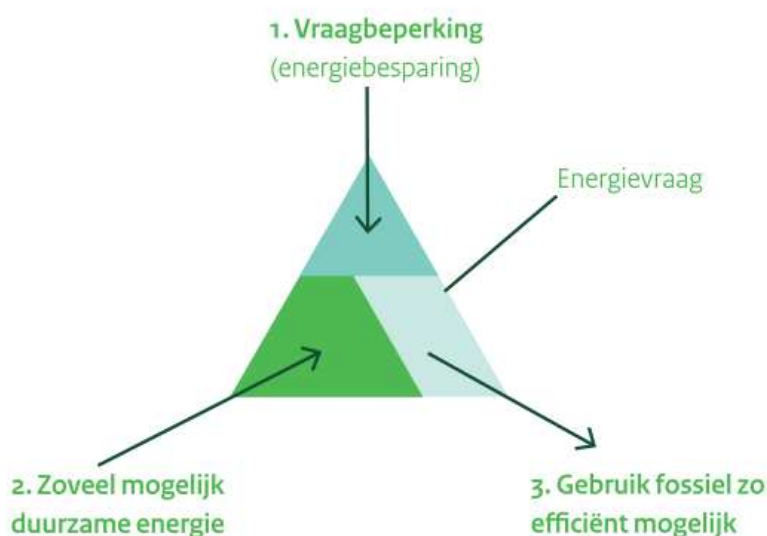 1. Vraagbeperking
(energiebesparing)
Energievraag
2. Zoveel mogelijk
duurzame energie
3. Gebruik fossiel zo
efficiënt mogelijk